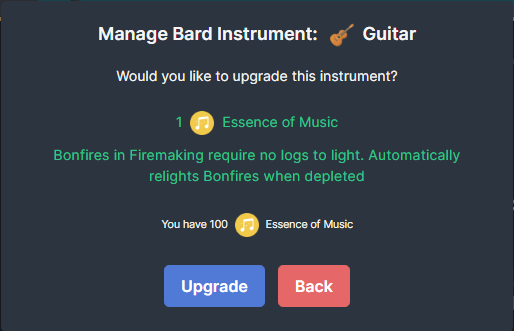 Manage Bard Instrument: Guitar
Would you like to upgrade this instrument?
1 Essence of Music
Bonfires in Firemaking require no logs to light. Automatically
relights Bonfires when depleted
You have 100 Essence of Music
Upgrade Back